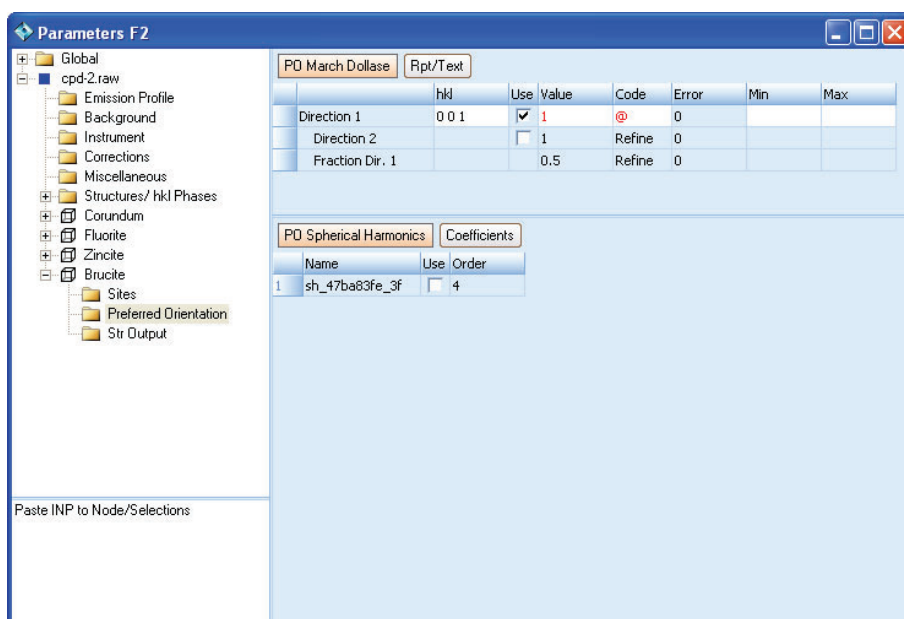 Parameters F2
Global
cpd-2.raw
Emission Profile
Background
Instrument
Corrections
Miscellaneous
Structures/ hkl Phases
Corundum
Fluorite
Zincite
Brucite
Sites
Preferred Orientation
Str Output
Paste INP to Node/Selections
PO March Dollase Rpt/Text
hkl Use Value Code Error Min Max
Direction 1 0 0 1 1 @ 0
Direction 2 1 Refine 0
Fraction Dir. 1 0.5 Refine 0
PO Spherical Harmonics Coefficients
Name Use Order
1 sh_47ba83fe_3f 4